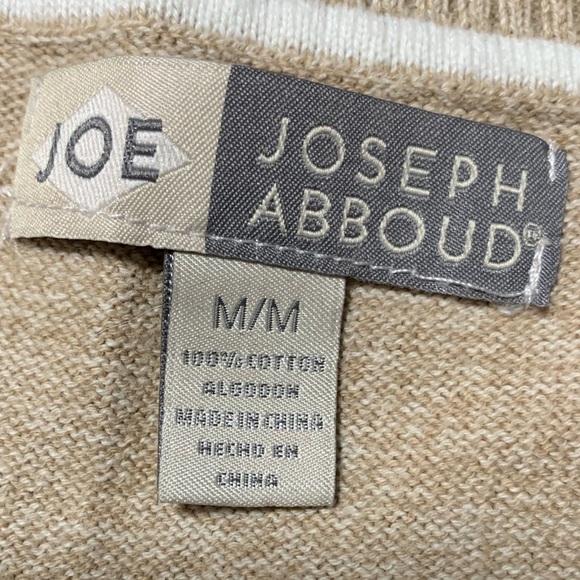 JOE
JOSEPH
ABBOUD
M/M
100% COTTON
ALGODON
MADE IN CHINA
HECHO EN
CHINA